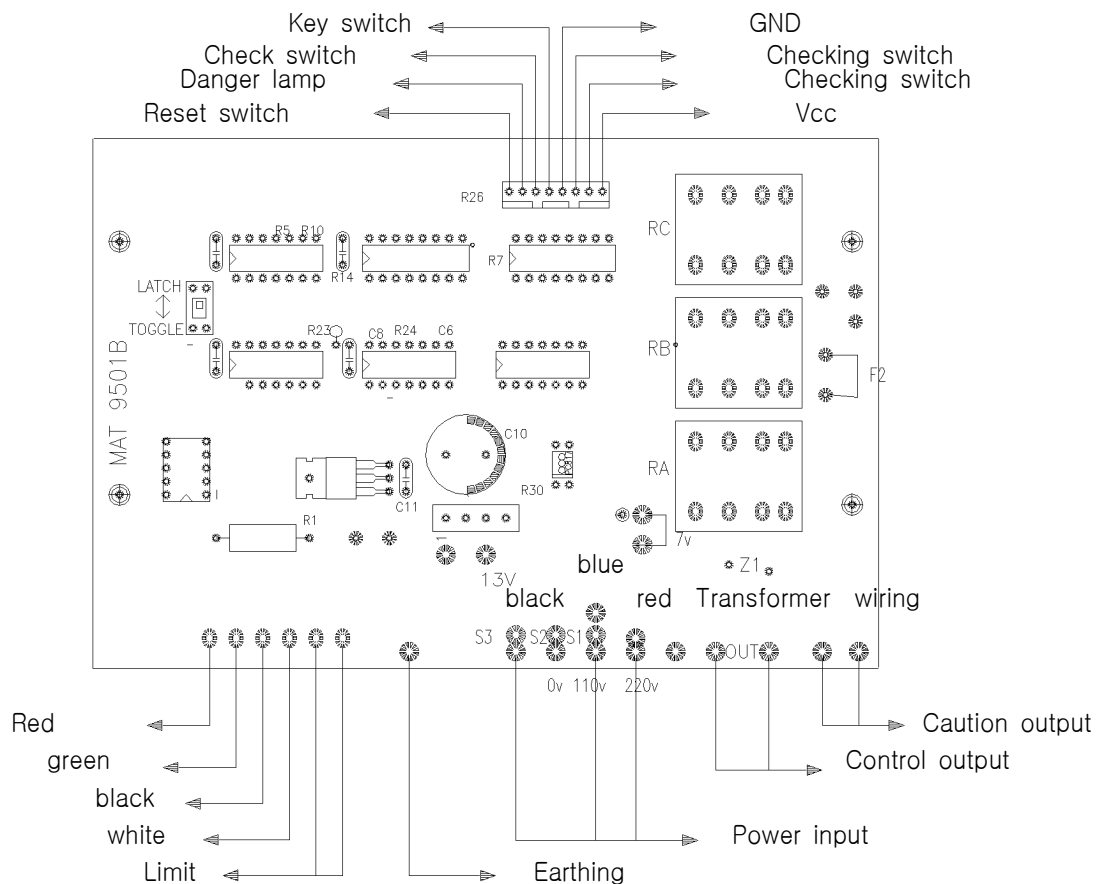 Key switch GND
Check switch Checking switch
Danger lamp Checking switch
Reset switch Vcc
R26
RC
R5 R10
R7
R14
LATCH
TOGGLE
R23
C8 R24 C6
RB
F2
MAT 9501B
C10
RA
R30
C11
R1
1
7v
Z1
blue
13V
black red Transformer wiring
S3 S2 S1
OUT
0v 110v 220v
Red
Caution output
green
Control output
black
white
Power input
Limit
Earthing